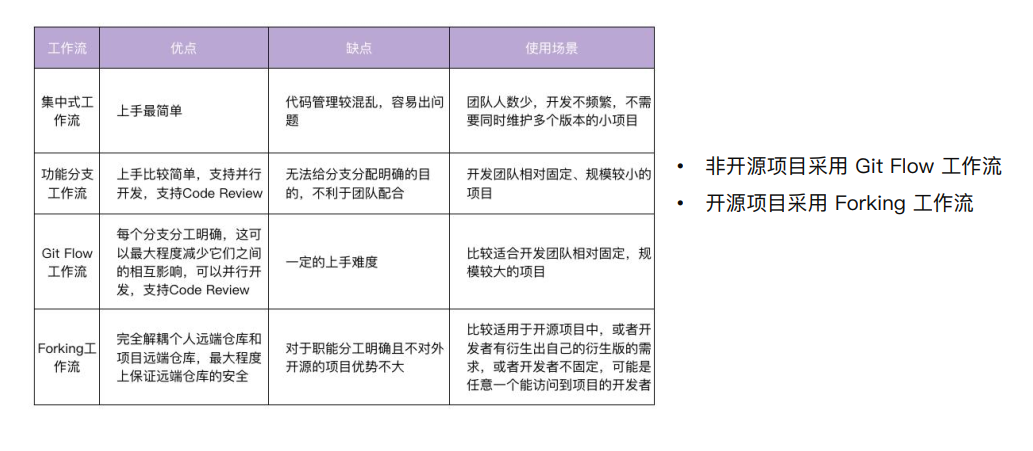 工作流 优点 缺点 使用场景
集中式工
作流
上手最简单
代码管理较混乱，容易出问
题
团队人数少，开发不频繁，不需
要同时维护多个版本的小项目
功能分支
工作流
上手比较简单，支持并行
开发，支持Code Review
无法给分支分配明确的目
的，不利于团队配合
开发团队相对固定、规模较小的
项目
Git Flow
工作流
每个分支分工明确，这可
以最大程度减少它们之间
的相互影响，可以并行开
发，支持Code Review
一定的上手难度
比较适合开发团队相对固定，规
模较大的项目
Forking工
作流
完全解耦个人远端仓库和
项目远端仓库，最大程度
上保证远端仓库的安全
对于职能分工明确且不对外
开源的项目优势不大
比较适用于开源项目中，或者开
发者有衍生出自己的衍生版的需
求，或者开发者不固定，可能是
任意一个能访问到项目的开发者
• 非开源项目采用 Git Flow 工作流
• 开源项目采用 Forking 工作流